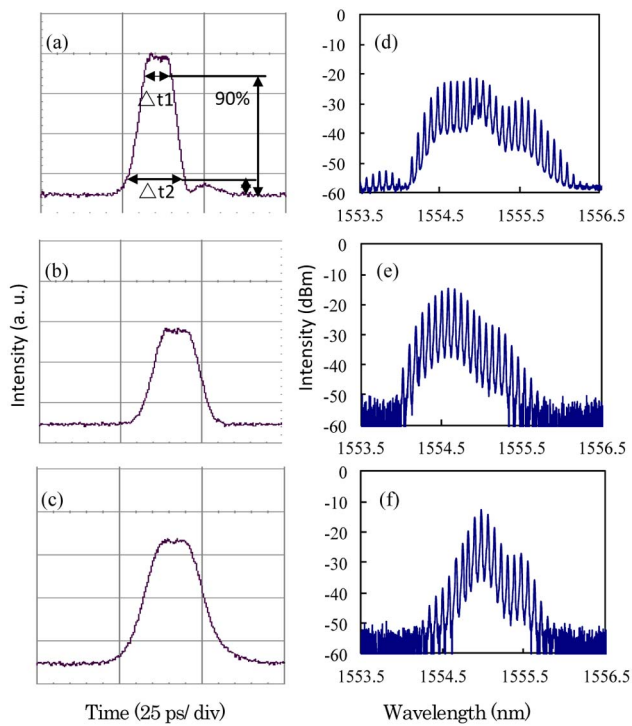 (a)
90%
△t1
△t2
(b)
(c)
Intensity (a. u.)
Time (25 ps/ div)
(d)
0
-10
-20
-30
-40
-50
-60
1553.5 1554.5 1555.5 1556.5
(e)
0
-10
-20
-30
-40
-50
-60
1553.5 1554.5 1555.5 1556.5
(f)
0
-10
-20
-30
-40
-50
-60
1553.5 1554.5 1555.5 1556.5
Intensity (dBm)
Wavelength (nm)